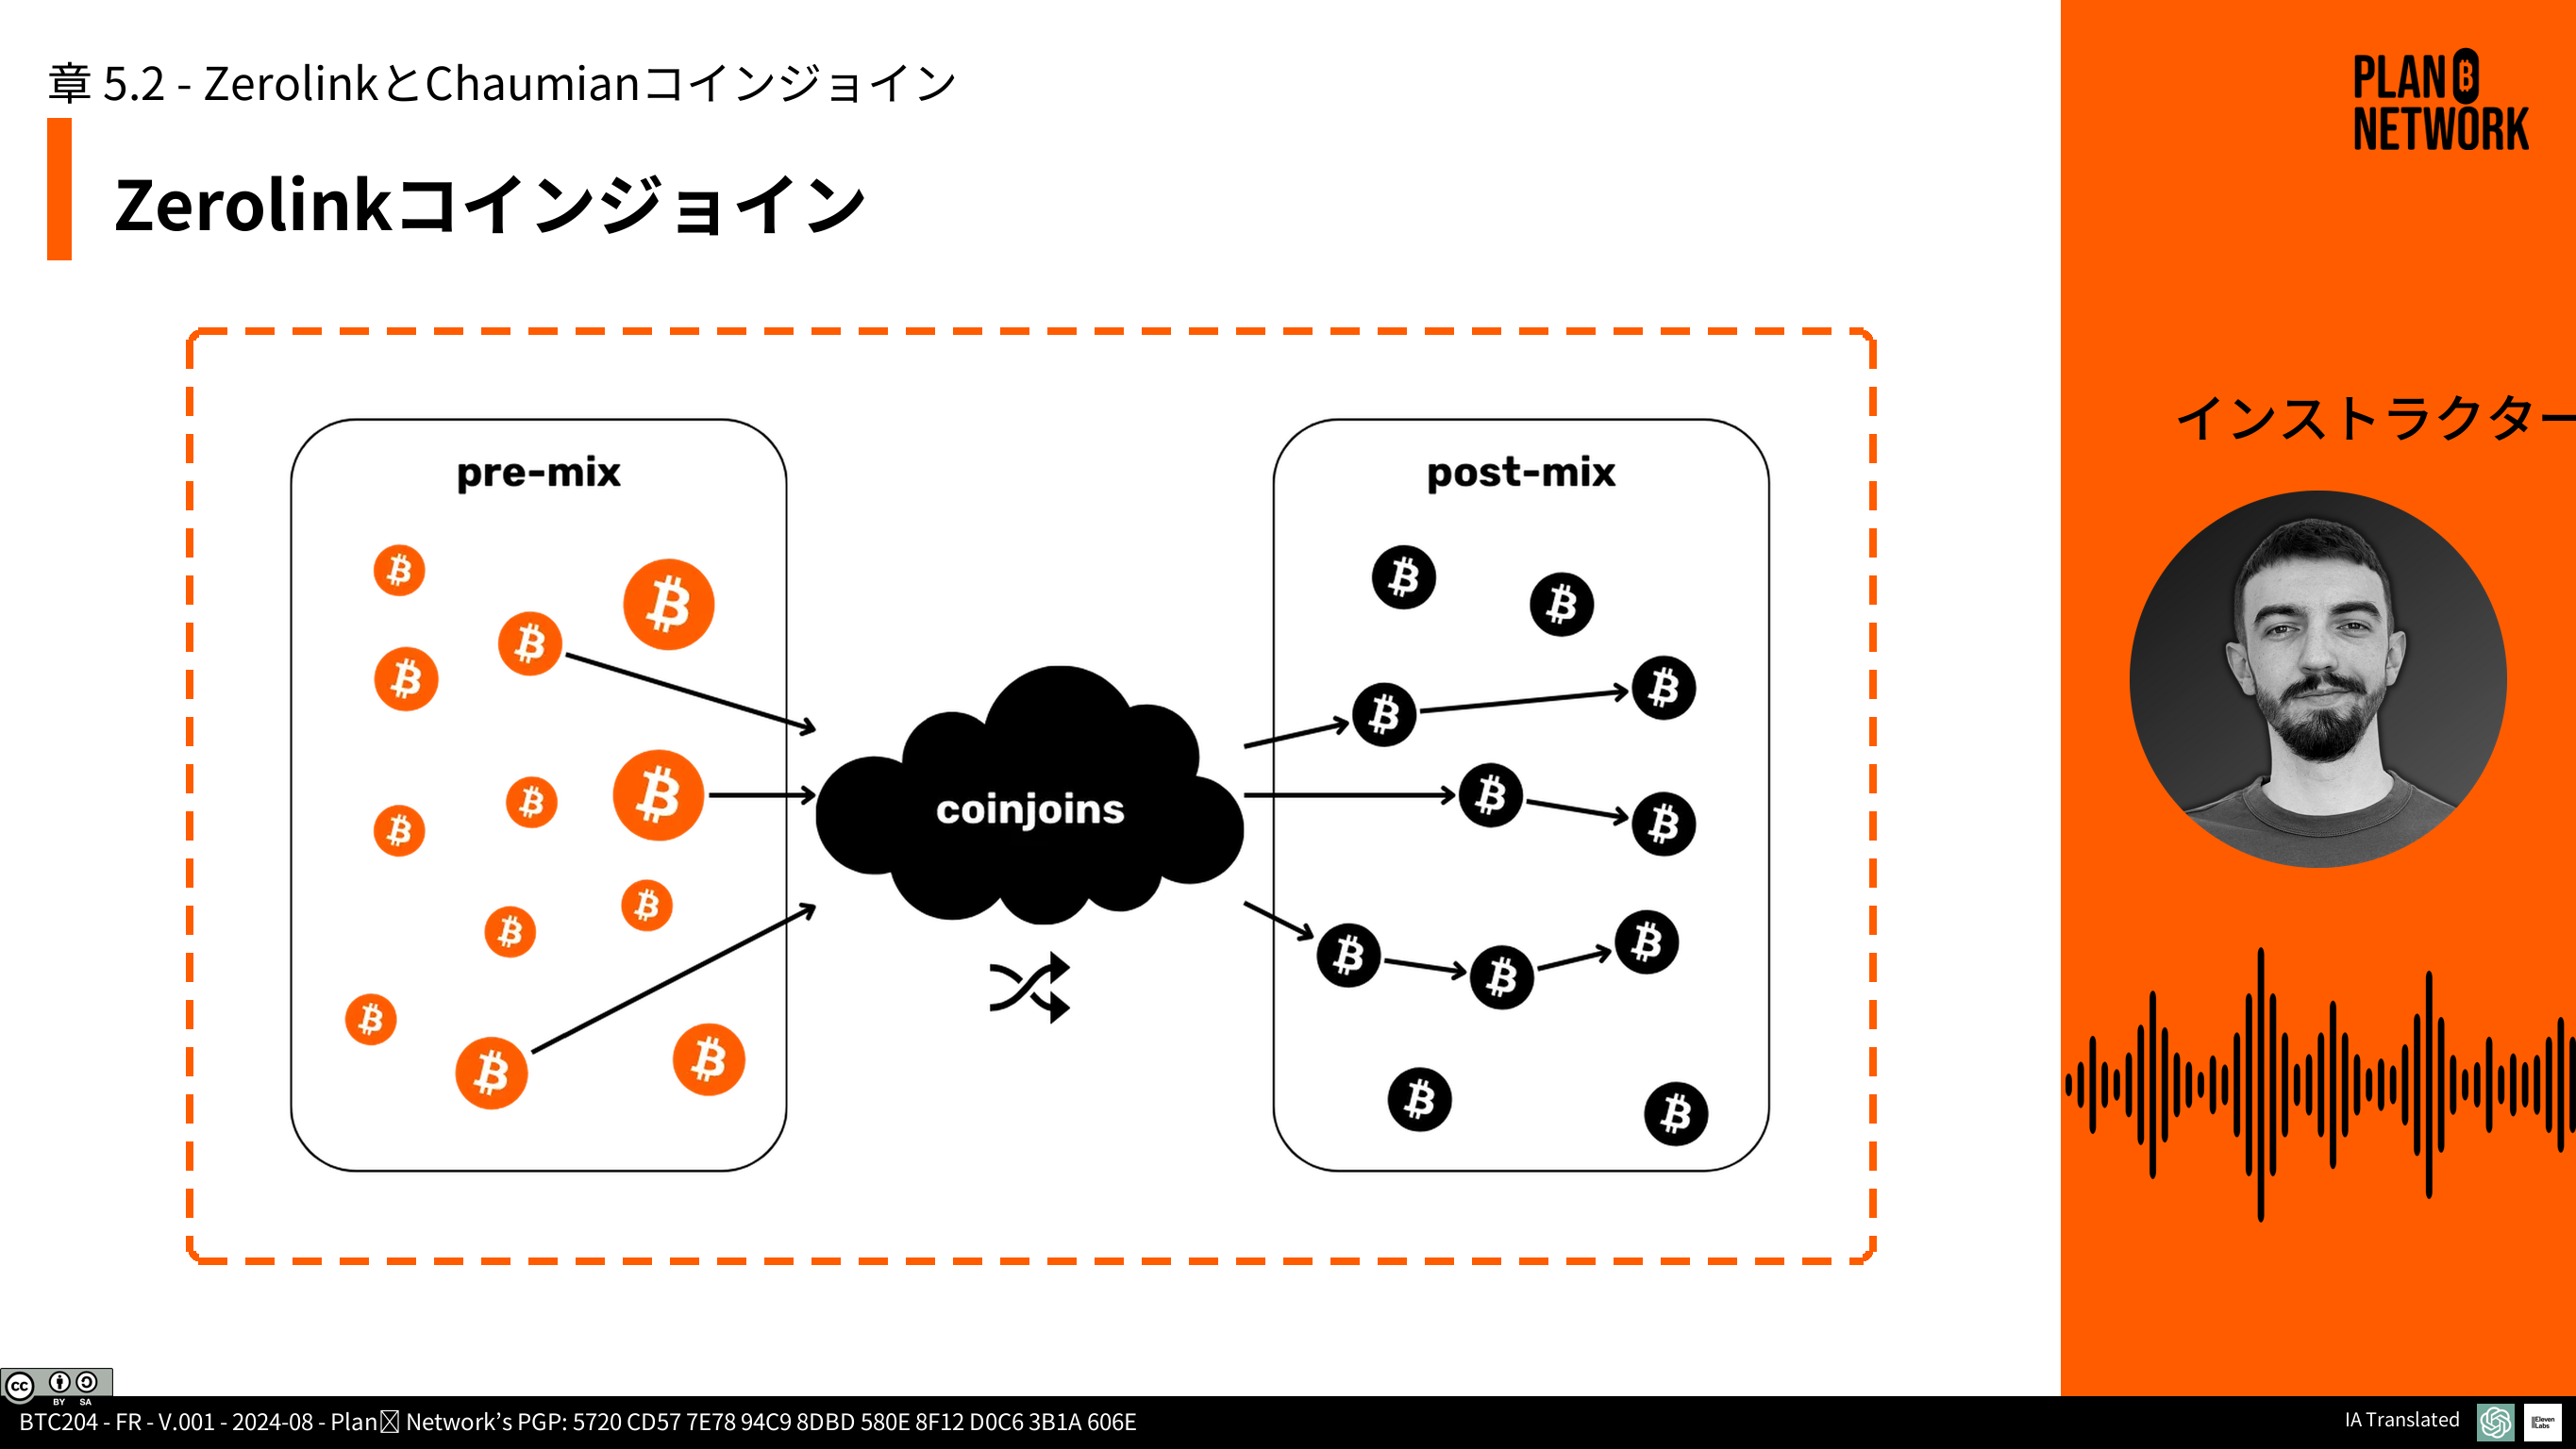 章 5.2 - ZerolinkとChaumianコインジョイン
Zerolinkコインジョイン
PLAN ₿
NETWORK
インストラクター
pre-mix
post-mix
coinjoins
cc
BY SA
BTC204 - FR - V.001 - 2024-08 - Plan Network’s PGP: 5720 CD57 7E78 94C9 8DBD 580E 8F12 D0C6 3B1A 606E
IA Translated
ElevenLabs